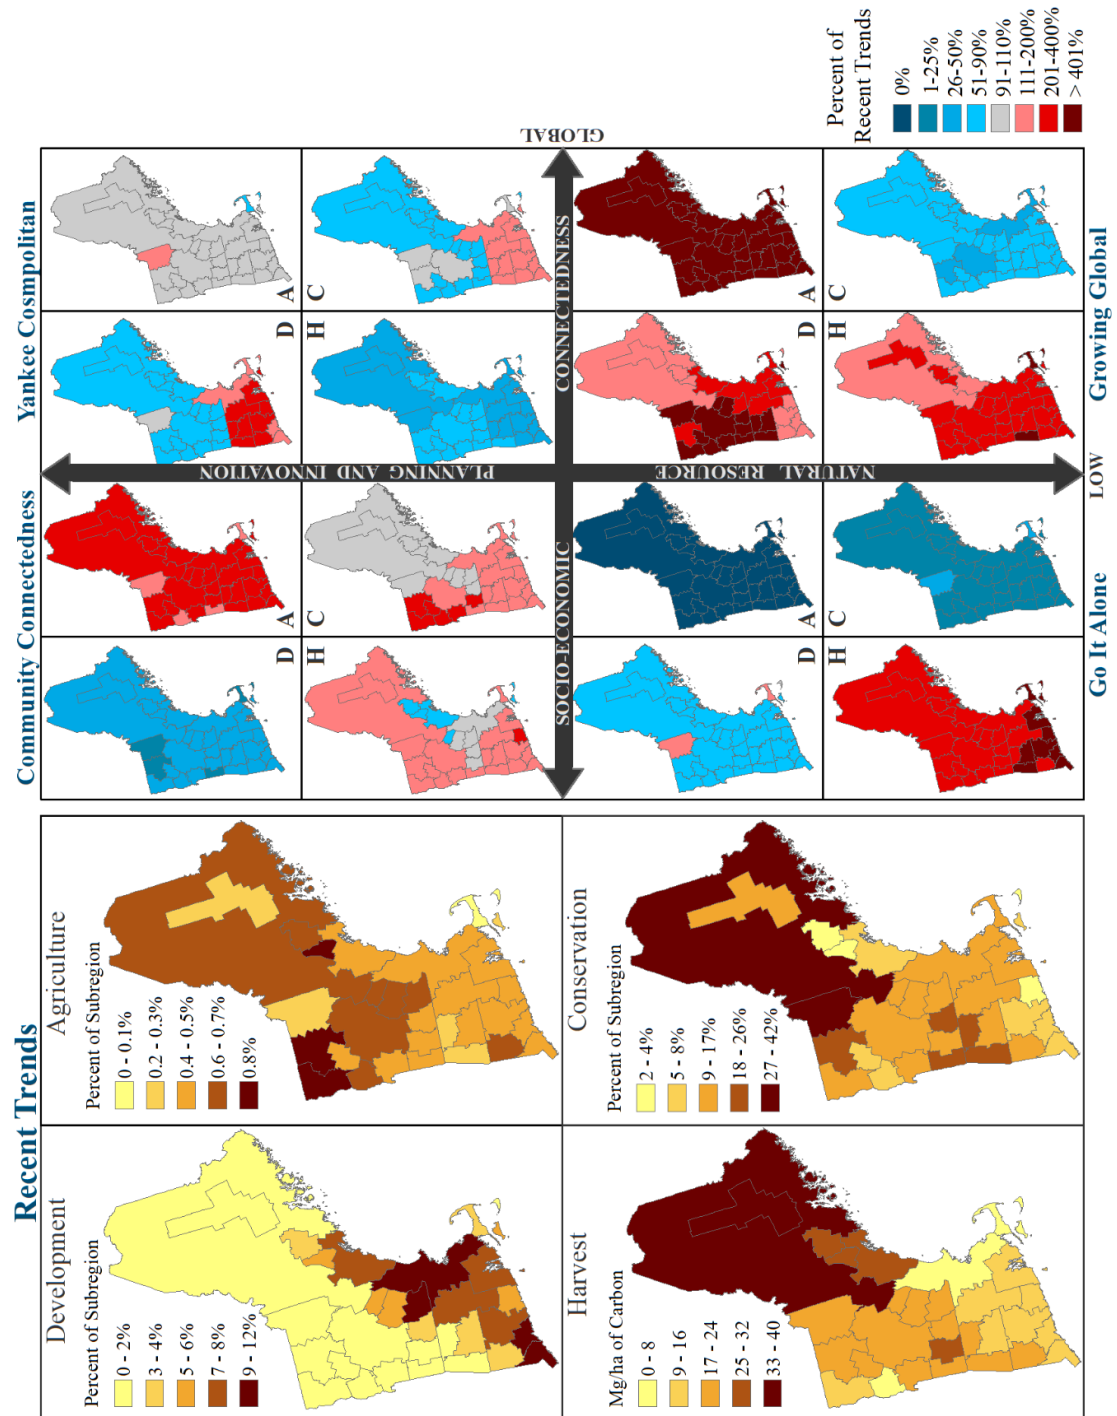 Recent Trends
Development
Percent of Subregion
0 - 2%
3 - 4%
5 - 6%
7 - 8%
9 - 12%
Agriculture
Percent of Subregion
0 - 0.1%
0.2 - 0.3%
0.4 - 0.5%
0.6 - 0.7%
0.8%
Harvest
Mg/ha of Carbon
0 - 8
9 - 16
17 - 24
25 - 32
33 - 40
Conservation
Percent of Subregion
2 - 4%
5 - 8%
9 - 17%
18 - 26%
27 - 42%
Community Connectedness
D
A
H
C
Yankee Cosmpolitan
D
A
H
C
PLANNING AND INNOVATION
NATURAL RESOURCE
SOCIO-ECONOMIC
CONNECTEDNESS
GLOBAL
LOW
D
A
H
C
Go It Alone
D
A
H
C
Growing Global
Percent of
Recent Trends
0%
1-25%
26-50%
51-90%
91-110%
111-200%
201-400%
> 401%